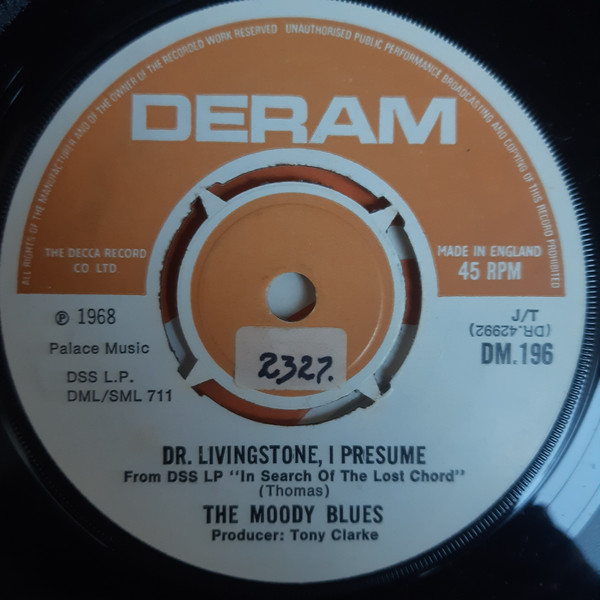 ALL RIGHTS OF THE MANUFACTURER AND OF THE OWNER OF THE RECORDED WORK RESERVED UNAUTHORISED PUBLIC PERFORMANCE BROADCASTING AND COPYING OF THIS RECORD PROHIBITED
DERAM
THE DECCA RECORD
CO LTD
MADE IN ENGLAND
45 RPM
℗ 1968
Palace Music
DSS L.P.
DML/SML 711
J/T
(DR.42992)
DM.196
2327.
DR. LIVINGSTONE, I PRESUME
From DSS LP "In Search Of The Lost Chord"
(Thomas)
THE MOODY BLUES
Producer: Tony Clarke